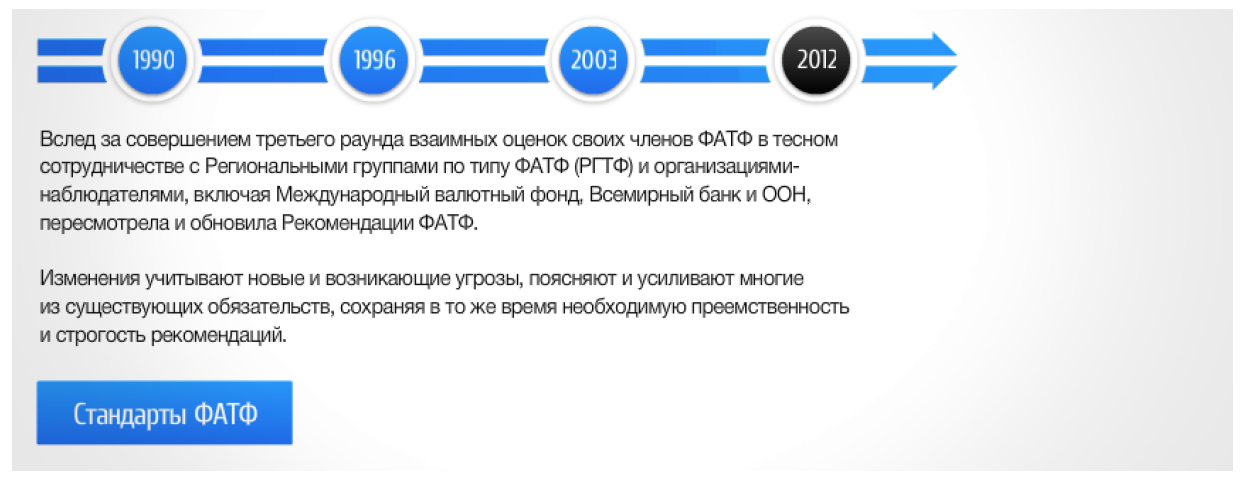 1990 1996 2003 2012
Вслед за совершением третьего раунда взаимных оценок своих членов ФАТФ в тесном
сотрудничестве с Региональными группами по типу ФАТФ (РГТФ) и организациями-
наблюдателями, включая Международный валютный фонд, Всемирный банк и ООН,
пересмотрела и обновила Рекомендации ФАТФ.
Изменения учитывают новые и возникающие угрозы, поясняют и усиливают многие
из существующих обязательств, сохраняя в то же время необходимую преемственность
и строгость рекомендаций.
Стандарты ФАТФ